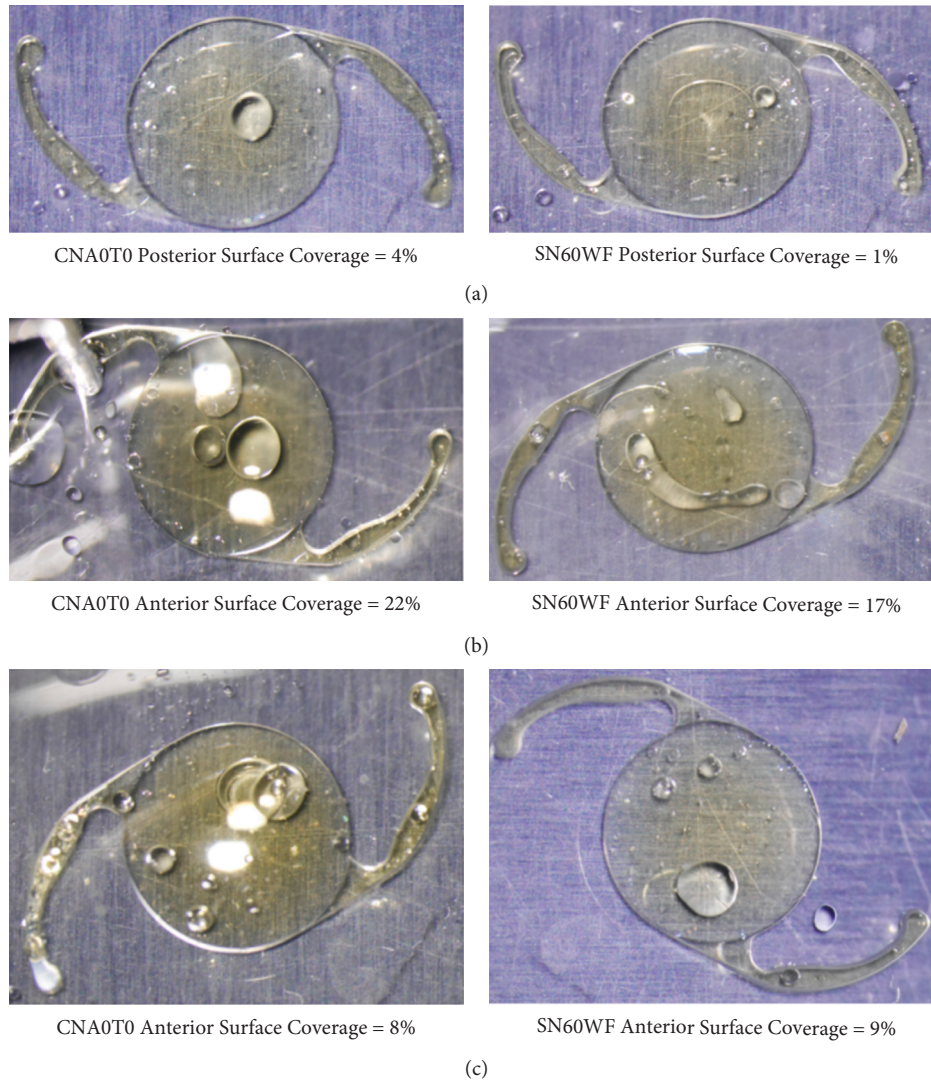 CNA0T0 Posterior Surface Coverage = 4%
SN60WF Posterior Surface Coverage = 1%
(a)
CNA0T0 Anterior Surface Coverage = 22%
SN60WF Anterior Surface Coverage = 17%
(b)
CNA0T0 Anterior Surface Coverage = 8%
SN60WF Anterior Surface Coverage = 9%
(c)